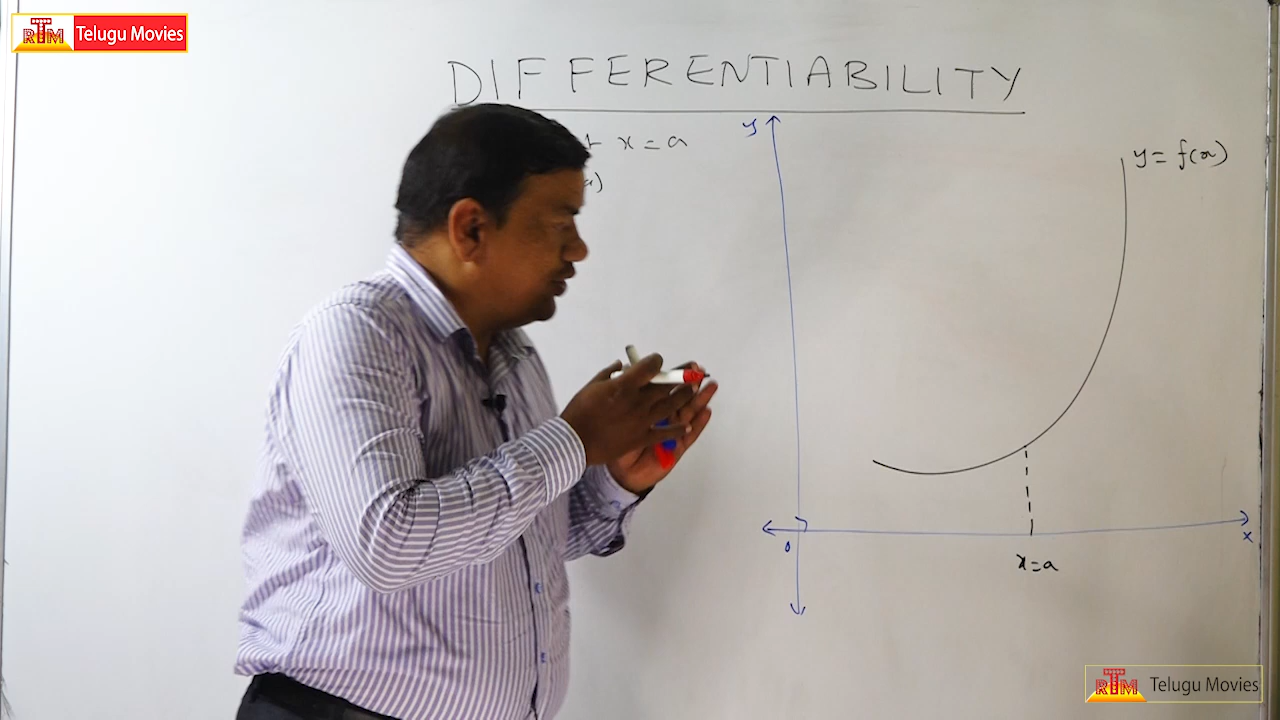 RTM Telugu Movies
DIFFERENTIABILITY
x = a
a)
y
y = f(x)
0
x
x=a
RTM Telugu Movies